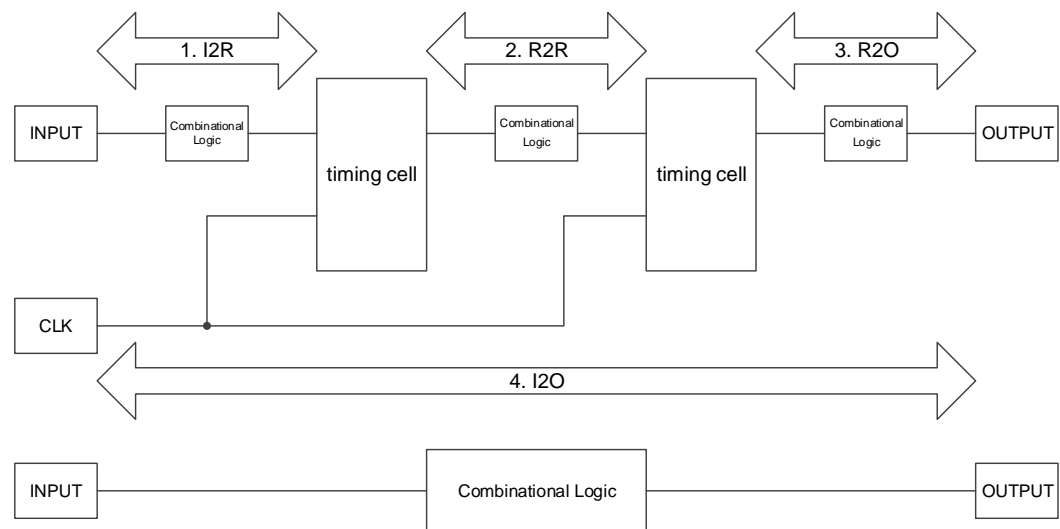 1. I2R
2. R2R
3. R2O
INPUT
Combinational
Logic
timing cell
Combinational
Logic
timing cell
Combinational
Logic
OUTPUT
CLK
4. I2O
INPUT
Combinational Logic
OUTPUT